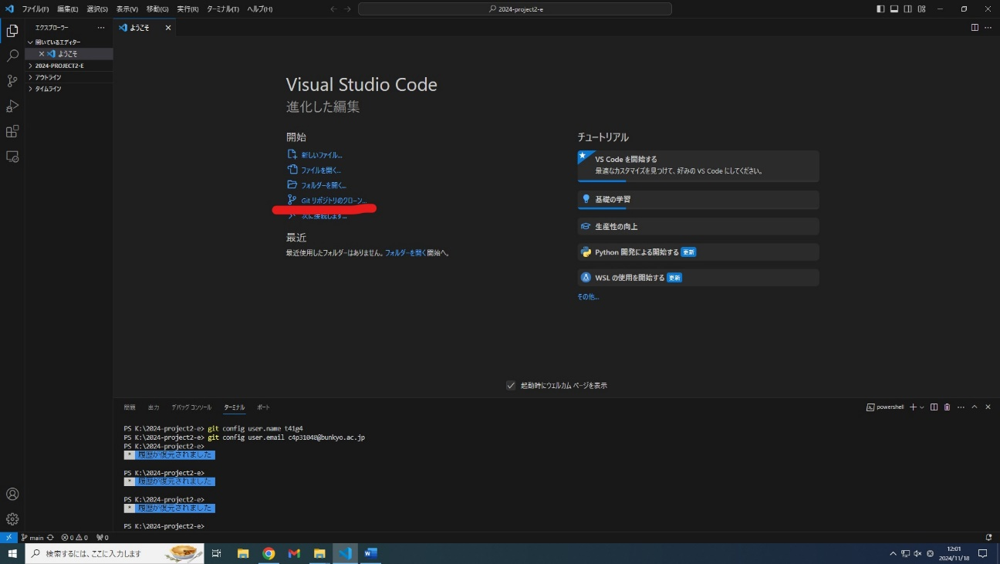 ファイル(F) 編集(E) 選択(S) 表示(V) 移動(G) 実行(R) ターミナル(T) ヘルプ(H)
2024-project2-e
エクスプローラー
ようこそ
開いているエディター
ようこそ
2024-PROJECT2-E
アウトライン
タイムライン
Visual Studio Code
進化した編集
開始
新しいファイル...
ファイルを開く...
フォルダーを開く...
Git リポジトリのクローン...
次に接続します...
最近
最近使用したフォルダーはありません。フォルダーを開く 開始へ。
チュートリアル
VS Code を開始する
最適なカスタマイズを見つけて、好みの VS Code にしてください。
基礎の学習
生産性の向上
Python 開発による開始する 更新
WSL の使用を開始する 更新
その他...
起動時にウェルカム ページを表示
問題 出力 デバッグ コンソール ターミナル ポート
powershell
PS K:\2024-project2-e> git config user.name t41g4
PS K:\2024-project2-e> git config user.email c4p31048@bunkyo.ac.jp
PS K:\2024-project2-e>
* 履歴が復元されました
PS K:\2024-project2-e>
* 履歴が復元されました
PS K:\2024-project2-e>
* 履歴が復元されました
PS K:\2024-project2-e>
main 0 0 0
検索するには、ここに入力します
12:01
2024/11/18